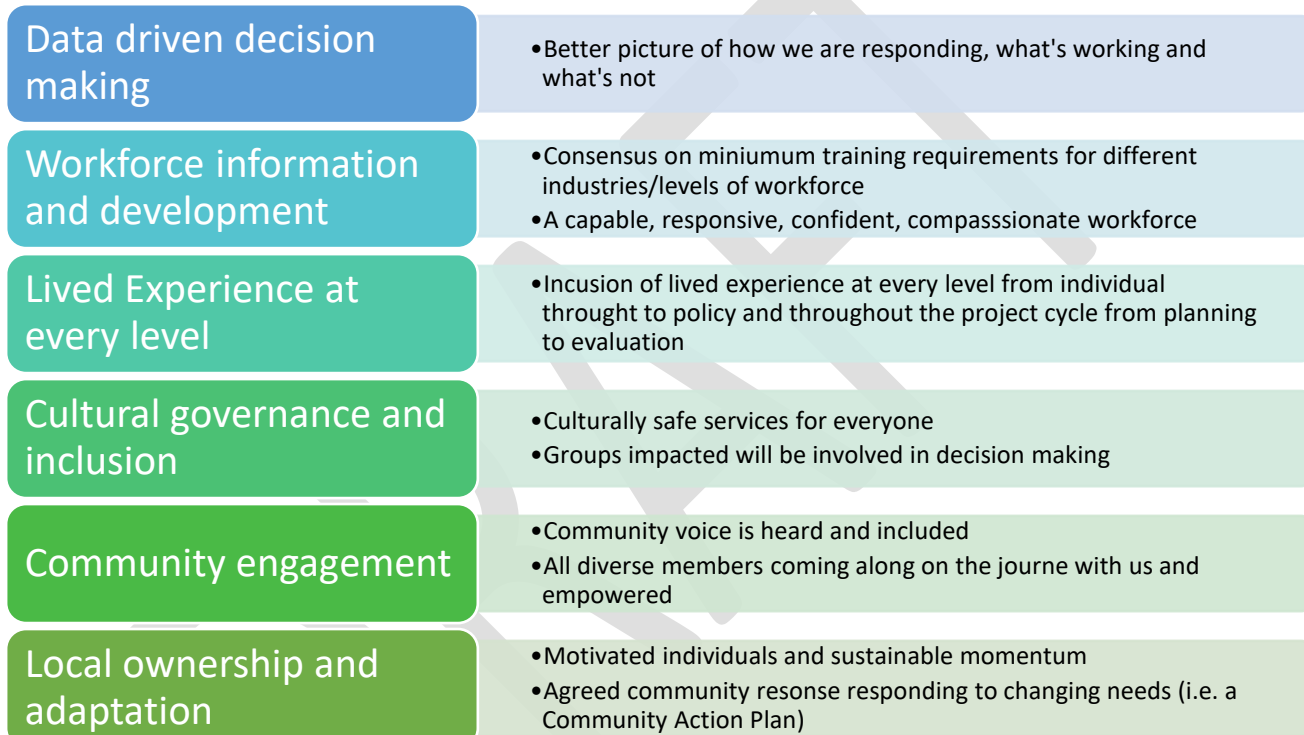 Data driven decision
making
•Better picture of how we are responding, what's working and
what's not
Workforce information
and development
•Consensus on miniumum training requirements for different
industries/levels of workforce
•A capable, responsive, confident, compasssionate workforce
Lived Experience at
every level
•Incusion of lived experience at every level from individual
throught to policy and throughout the project cycle from planning
to evaluation
Cultural governance and
inclusion
•Culturally safe services for everyone
•Groups impacted will be involved in decision making
Community engagement
•Community voice is heard and included
•All diverse members coming along on the journe with us and
empowered
Local ownership and
adaptation
•Motivated individuals and sustainable momentum
•Agreed community resonse responding to changing needs (i.e. a
Community Action Plan)